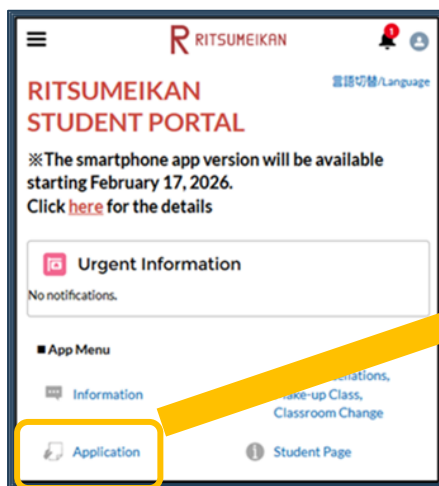 RITSUMEIKAN
1
言語切替/Language
RITSUMEIKAN
STUDENT PORTAL
※The smartphone app version will be available
starting February 17, 2026.
Click here for the details
Urgent Information
No notifications.
■App Menu
Information
Class,
Classroom Change
Application
Student Page